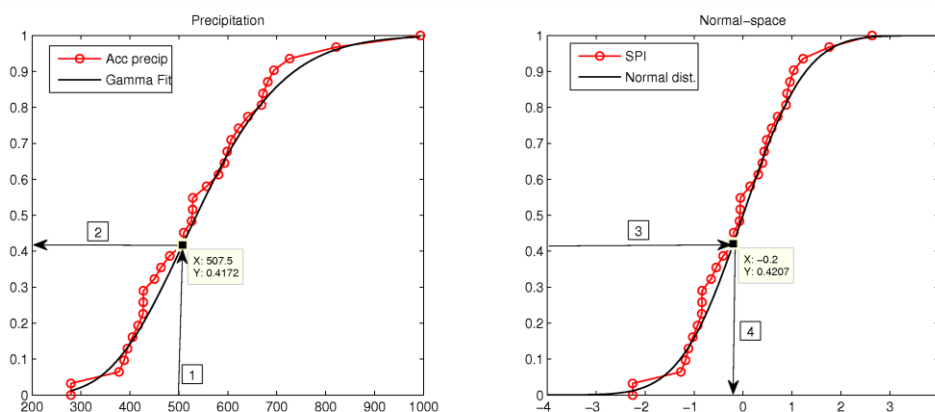 Precipitation
1
0.9
0.8
0.7
0.6
0.5
0.4
0.3
0.2
0.1
0
200 300 400 500 600 700 800 900 1000
Acc precip
Gamma Fit
2
X: 507.5
Y: 0.4172
1
Normal-space
1
0.9
0.8
0.7
0.6
0.5
0.4
0.3
0.2
0.1
0
-4 -3 -2 -1 0 1 2 3
SPI
Normal dist.
3
X: -0.2
Y: 0.4207
4